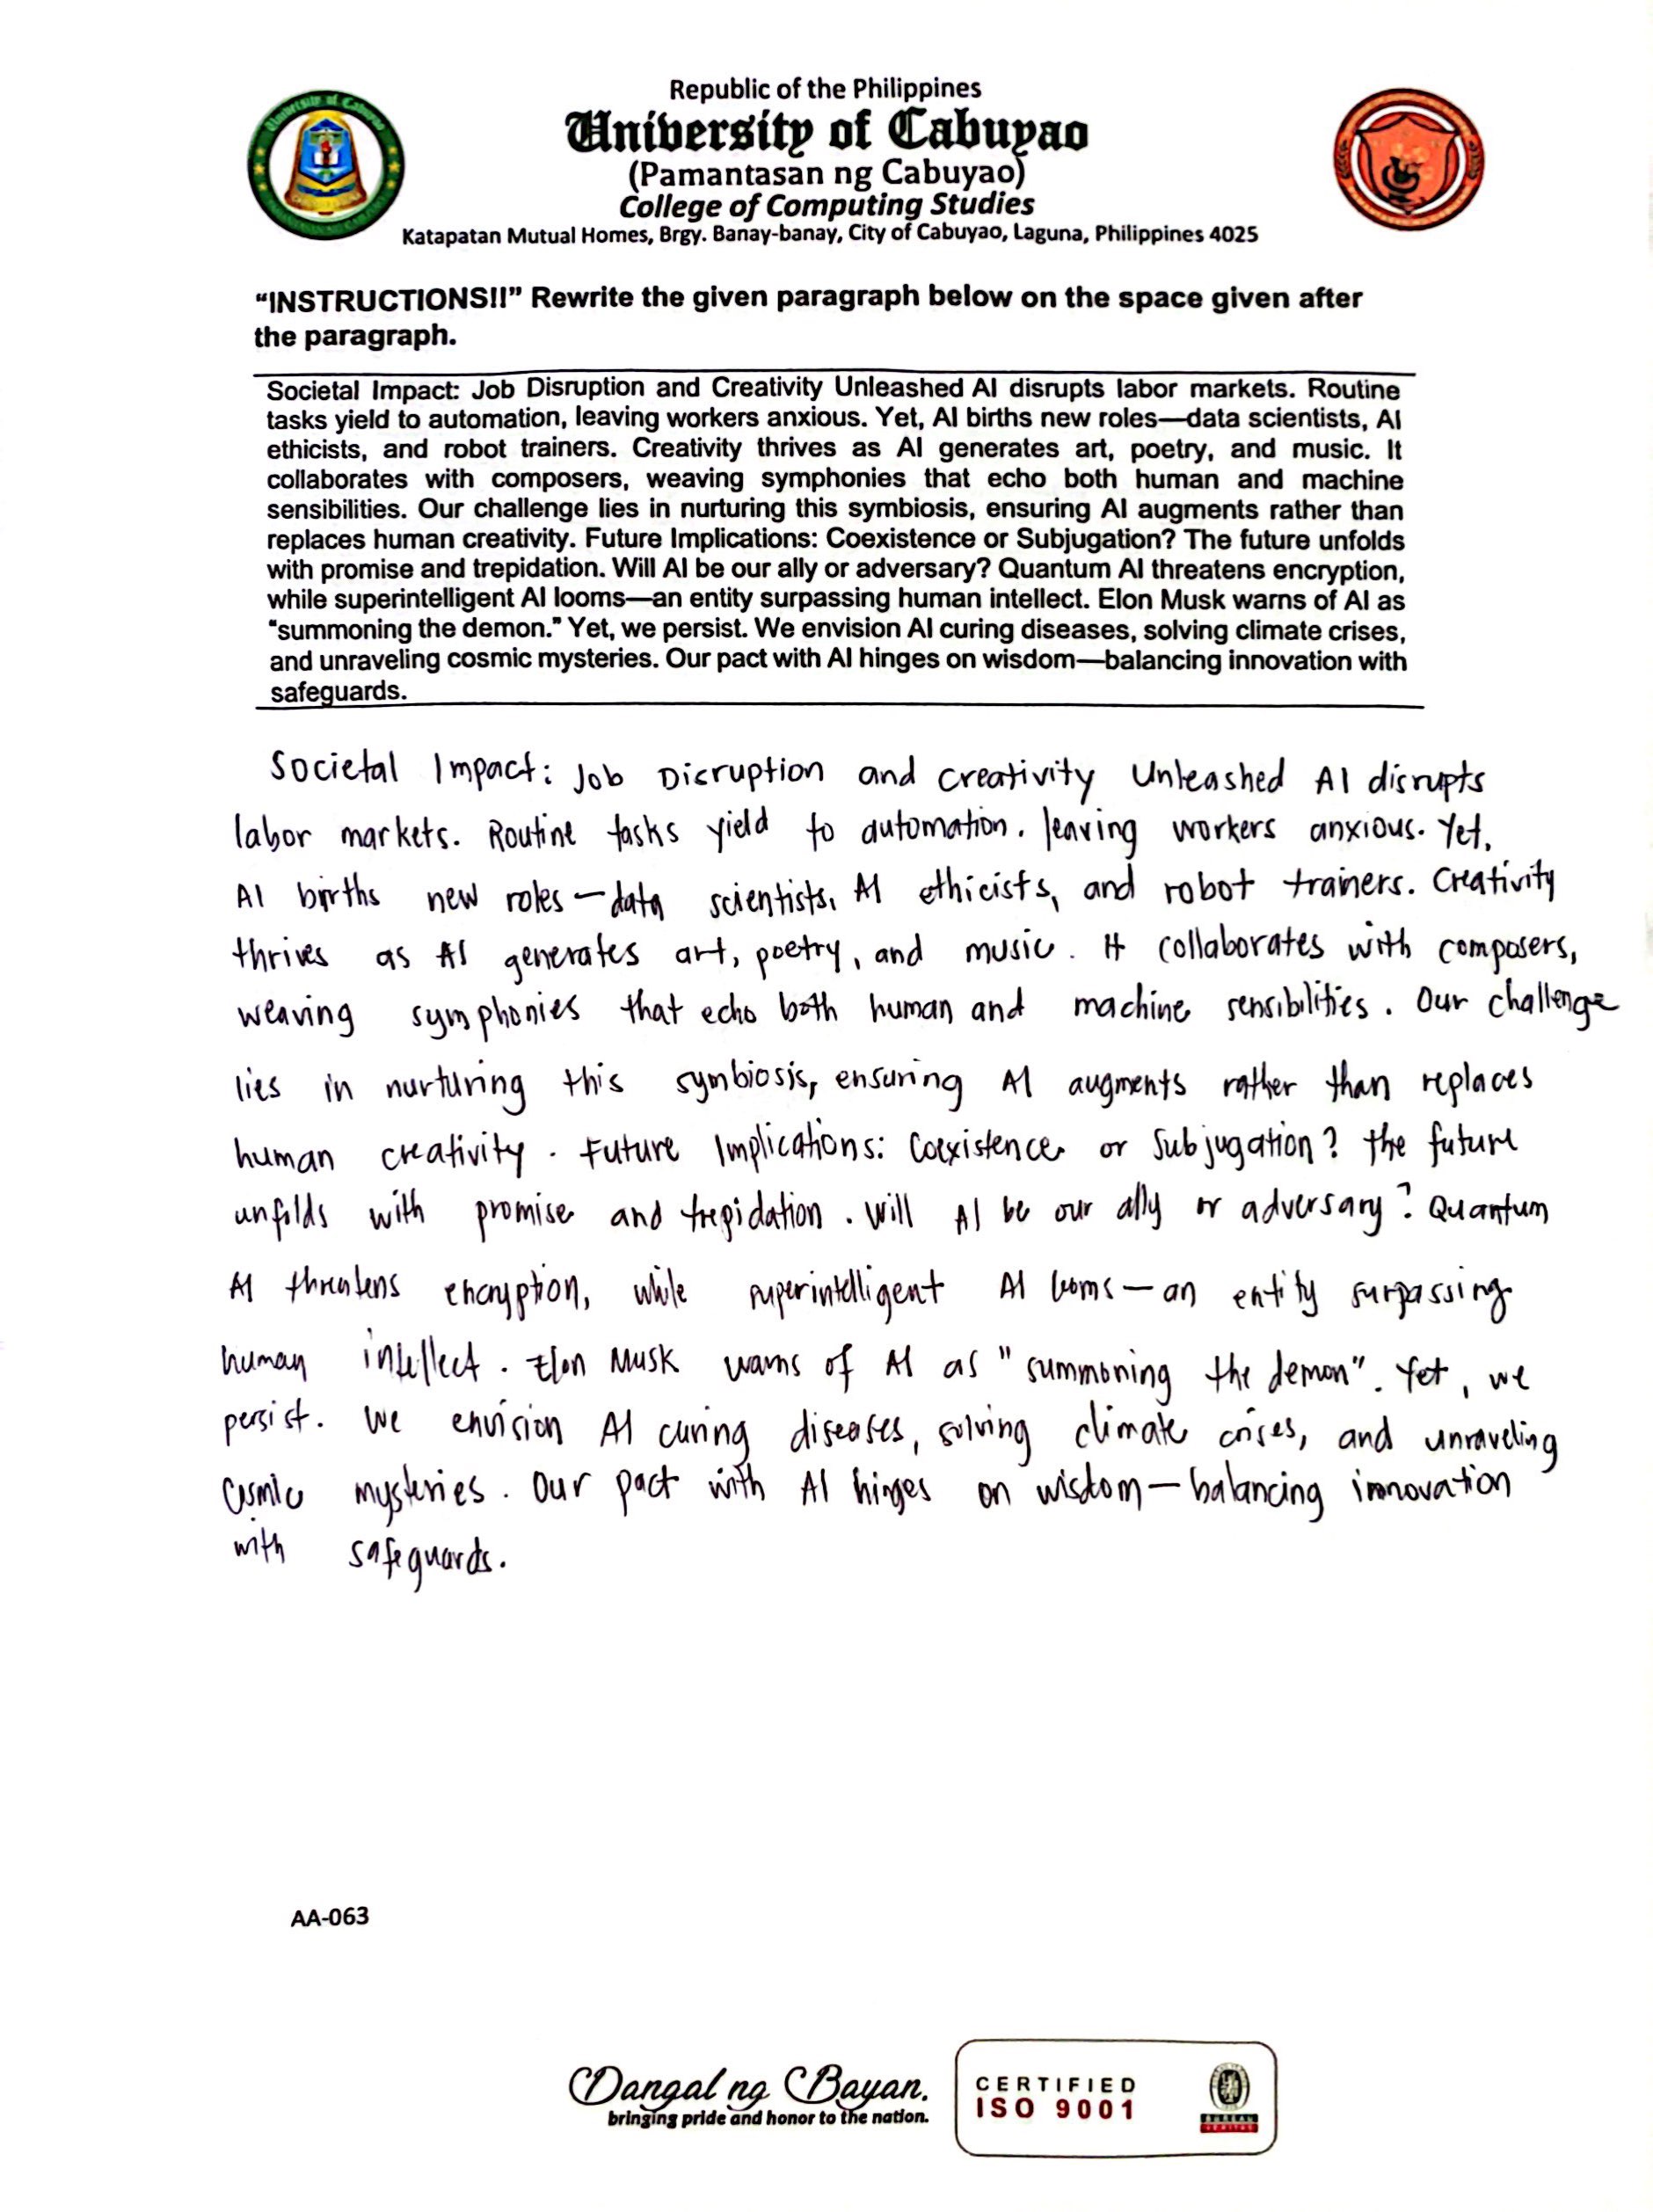 Republic of the Philippines
University of Cabuyao
(Pamantasan ng Cabuyao)
College of Computing Studies
Katapatan Mutual Homes, Brgy. Banay-banay, City of Cabuyao, Laguna, Philippines 4025
“INSTRUCTIONS!!” Rewrite the given paragraph below on the space given after
the paragraph.
Societal Impact: Job Disruption and Creativity Unleashed AI disrupts labor markets. Routine
tasks yield to automation, leaving workers anxious. Yet, AI births new roles—data scientists, AI
ethicists, and robot trainers. Creativity thrives as AI generates art, poetry, and music. It
collaborates with composers, weaving symphonies that echo both human and machine
sensibilities. Our challenge lies in nurturing this symbiosis, ensuring AI augments rather than
replaces human creativity. Future Implications: Coexistence or Subjugation? The future unfolds
with promise and trepidation. Will AI be our ally or adversary? Quantum AI threatens encryption,
while superintelligent AI looms—an entity surpassing human intellect. Elon Musk warns of AI as
“summoning the demon.” Yet, we persist. We envision AI curing diseases, solving climate crises,
and unraveling cosmic mysteries. Our pact with AI hinges on wisdom—balancing innovation with
safeguards.
Societal Impact: Job Disruption and Creativity Unleashed AI disrupts
labor markets. Routine tasks yield to automation, leaving workers anxious. Yet,
AI births new roles—data scientists, AI ethicists, and robot trainers. Creativity
thrives as AI generates art, poetry, and music. It collaborates with composers,
weaving symphonies that echo both human and machine sensibilities. Our challenge
lies in nurturing this symbiosis, ensuring AI augments rather than replaces
human creativity. Future Implications: Coexistence or Subjugation? The future
unfolds with promise and trepidation. Will AI be our ally or adversary? Quantum
AI threatens encryption, while superintelligent AI looms—an entity surpassing
human intellect. Elon Musk warns of AI as "summoning the demon". Yet, we
persist. We envision AI curing diseases, solving climate crises, and unraveling
cosmic mysteries. Our pact with AI hinges on wisdom—balancing innovation
with safeguards.
AA-063
Dangal ng Bayan.
bringing pride and honor to the nation.
CERTIFIED
ISO 9001
BUREAU
VERITAS